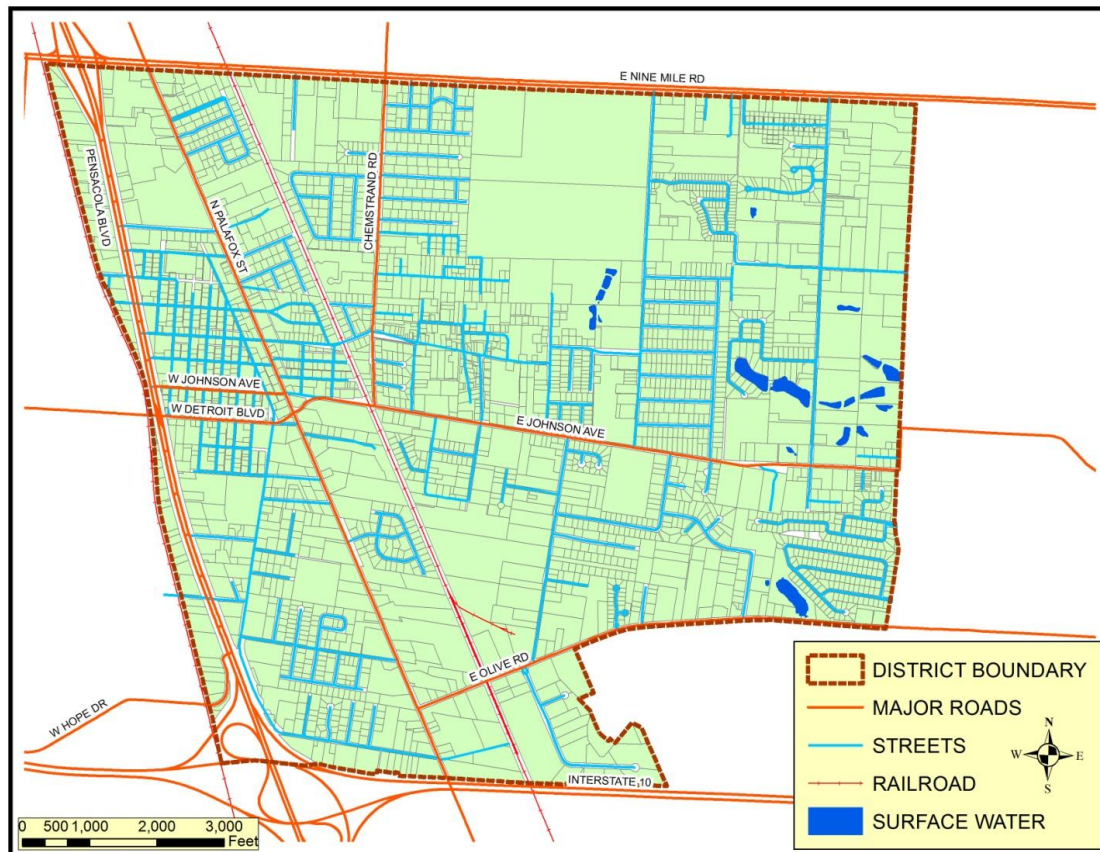 E NINE MILE RD
PENSACOLA BLVD
N PALAFOX ST
CHEMSTRAND RD
W JOHNSON AVE
W DETROIT BLVD
E JOHNSON AVE
E OLIVE RD
W HOPE DR
INTERSTATE 10
DISTRICT BOUNDARY
MAJOR ROADS
STREETS
RAILROAD
SURFACE WATER
N
W E
S
0 500 1,000 2,000 3,000
Feet